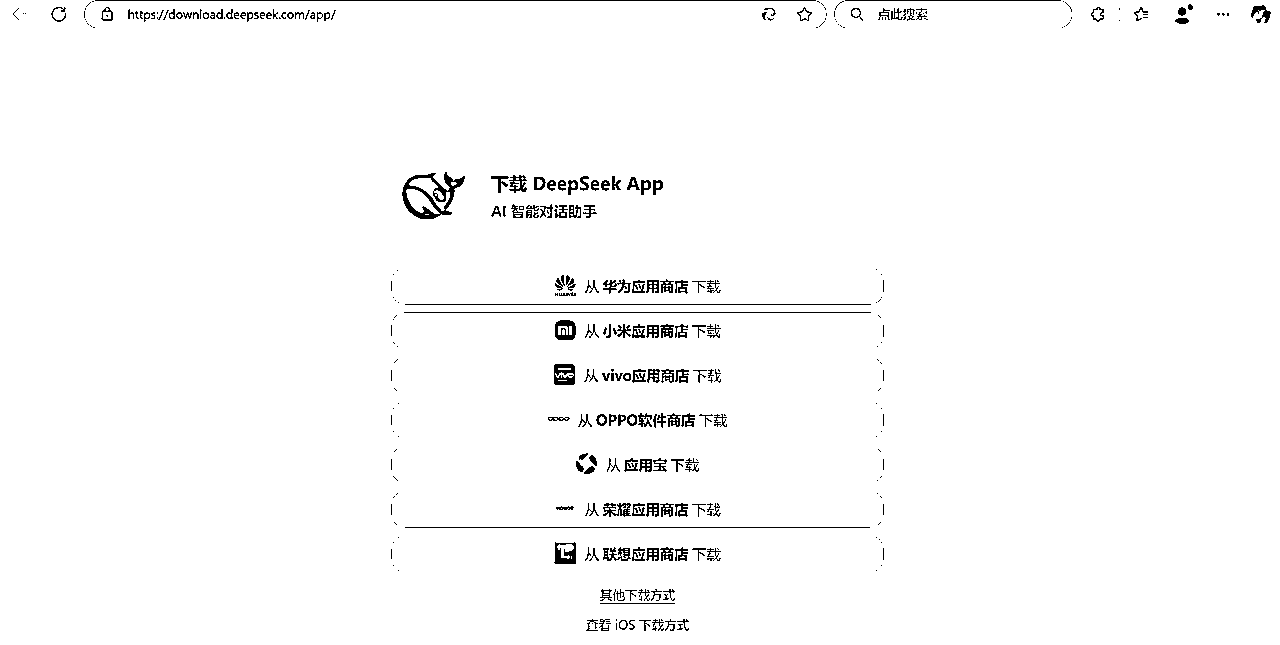 https://download.deepseek.com/app/
点此搜索
下载 DeepSeek App
AI 智能对话助手
HUAWEI 从 华为应用商店 下载
mi 从 小米应用商店 下载
vivo 从 vivo应用商店 下载
oppo 从 OPPO软件商店 下载
从 应用宝 下载
从 荣耀应用商店 下载
从 联想应用商店 下载
其他下载方式
查看 iOS 下载方式